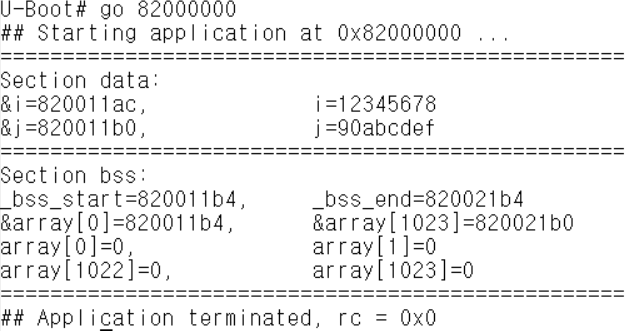 U-Boot# go 82000000
## Starting application at 0x82000000 ...
==================================================
Section data:
&i=820011ac, i=12345678
&j=820011b0, j=90abcdef
==================================================
Section bss:
_bss_start=820011b4, _bss_end=820021b4
&array[0]=820011b4, &array[1023]=820021b0
array[0]=0, array[1]=0
array[1022]=0, array[1023]=0
==================================================
## Application terminated, rc = 0x0